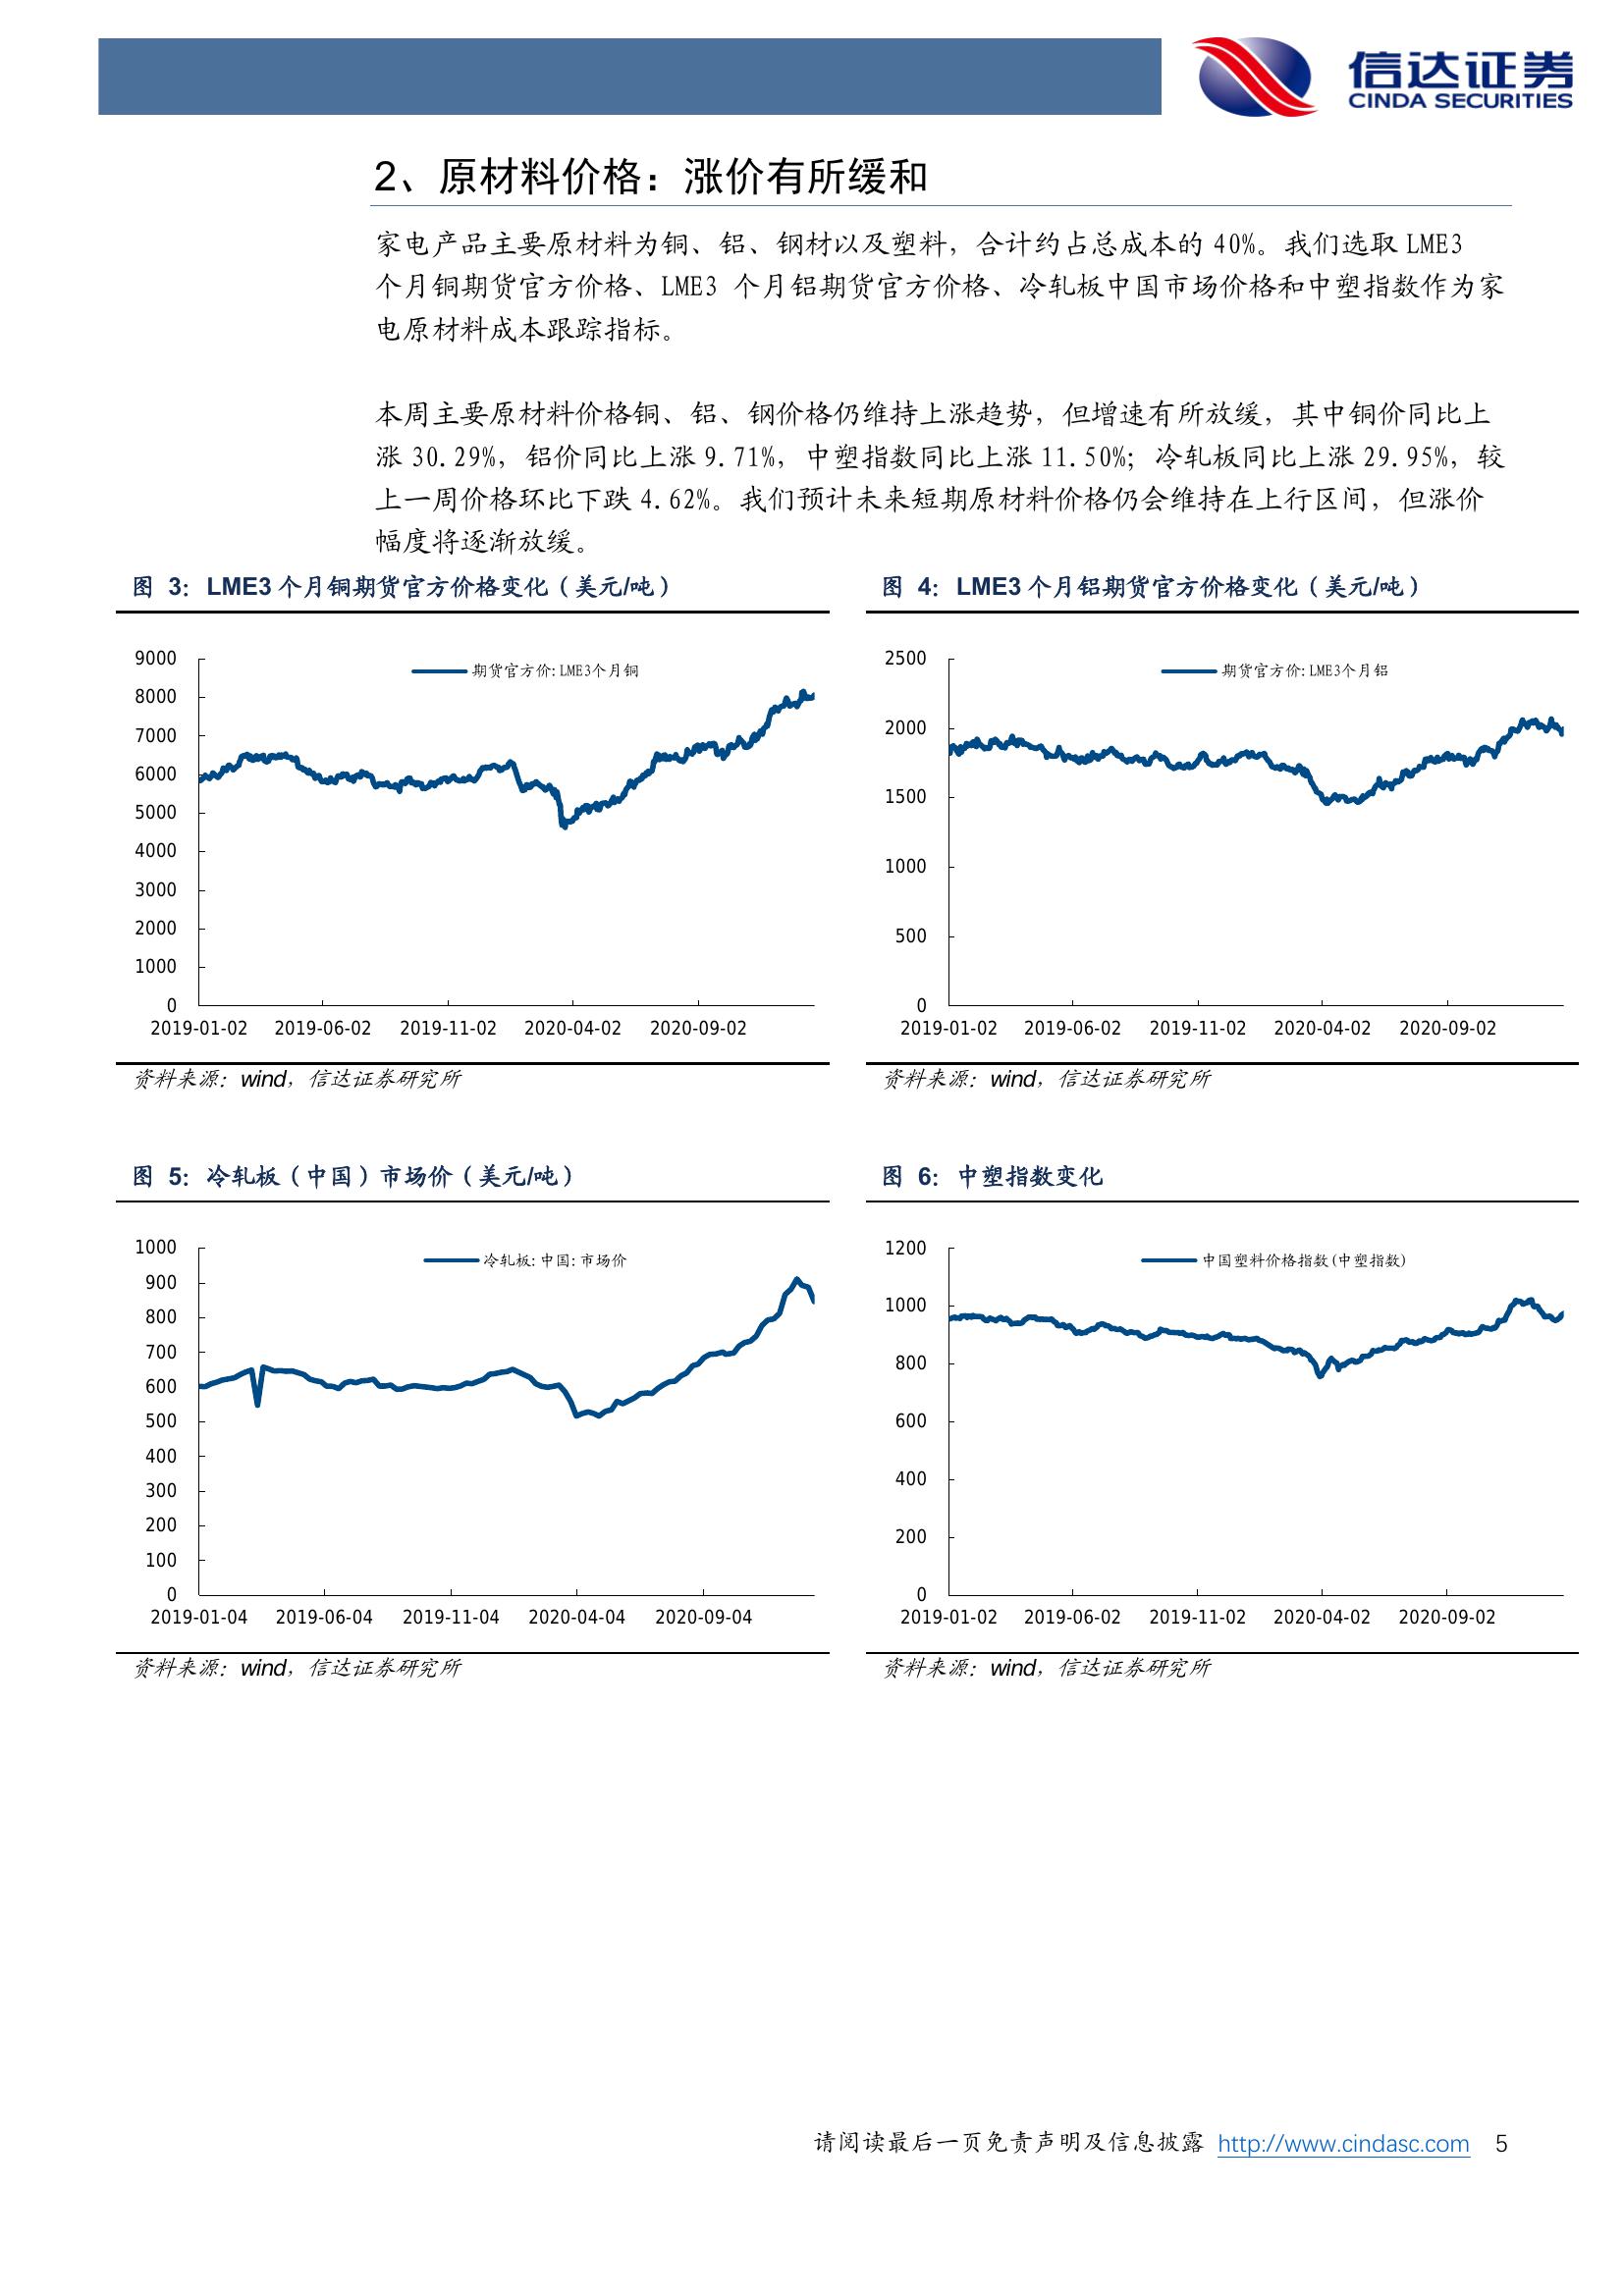 信达证券
CINDA SECURITIES
2、原材料价格：涨价有所缓和
家电产品主要原材料为铜、铝、钢材以及塑料，合计约占总成本的 40%。我们选取 LME3
个月铜期货官方价格、LME3 个月铝期货官方价格、冷轧板中国市场价格和中塑指数作为家
电原材料成本跟踪指标。
本周主要原材料价格铜、铝、钢价格仍维持上涨趋势，但增速有所放缓，其中铜价同比上
涨 30.29%，铝价同比上涨 9.71%，中塑指数同比上涨 11.50%；冷轧板同比上涨 29.95%，较
上一周价格环比下跌 4.62%。我们预计未来短期原材料价格仍会维持在上行区间，但涨价
幅度将逐渐放缓。
图 3：LME3 个月铜期货官方价格变化（美元/吨）
9000
8000
7000
6000
5000
4000
3000
2000
1000
0
期货官方价:LME3个月铜
2019-01-02 2019-06-02 2019-11-02 2020-04-02 2020-09-02
资料来源：wind，信达证券研究所
图 4：LME3 个月铝期货官方价格变化（美元/吨）
2500
2000
1500
1000
500
0
期货官方价:LME3个月铝
2019-01-02 2019-06-02 2019-11-02 2020-04-02 2020-09-02
资料来源：wind，信达证券研究所
图 5：冷轧板（中国）市场价（美元/吨）
1000
900
800
700
600
500
400
300
200
100
0
冷轧板:中国:市场价
2019-01-04 2019-06-04 2019-11-04 2020-04-04 2020-09-04
资料来源：wind，信达证券研究所
图 6：中塑指数变化
1200
1000
800
600
400
200
0
中国塑料价格指数(中塑指数)
2019-01-02 2019-06-02 2019-11-02 2020-04-02 2020-09-02
资料来源：wind，信达证券研究所
请阅读最后一页免责声明及信息披露 http://www.cindasc.com 5